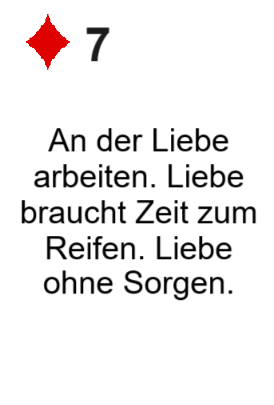 7
An der Liebe
arbeiten. Liebe
braucht Zeit zum
Reifen. Liebe
ohne Sorgen.